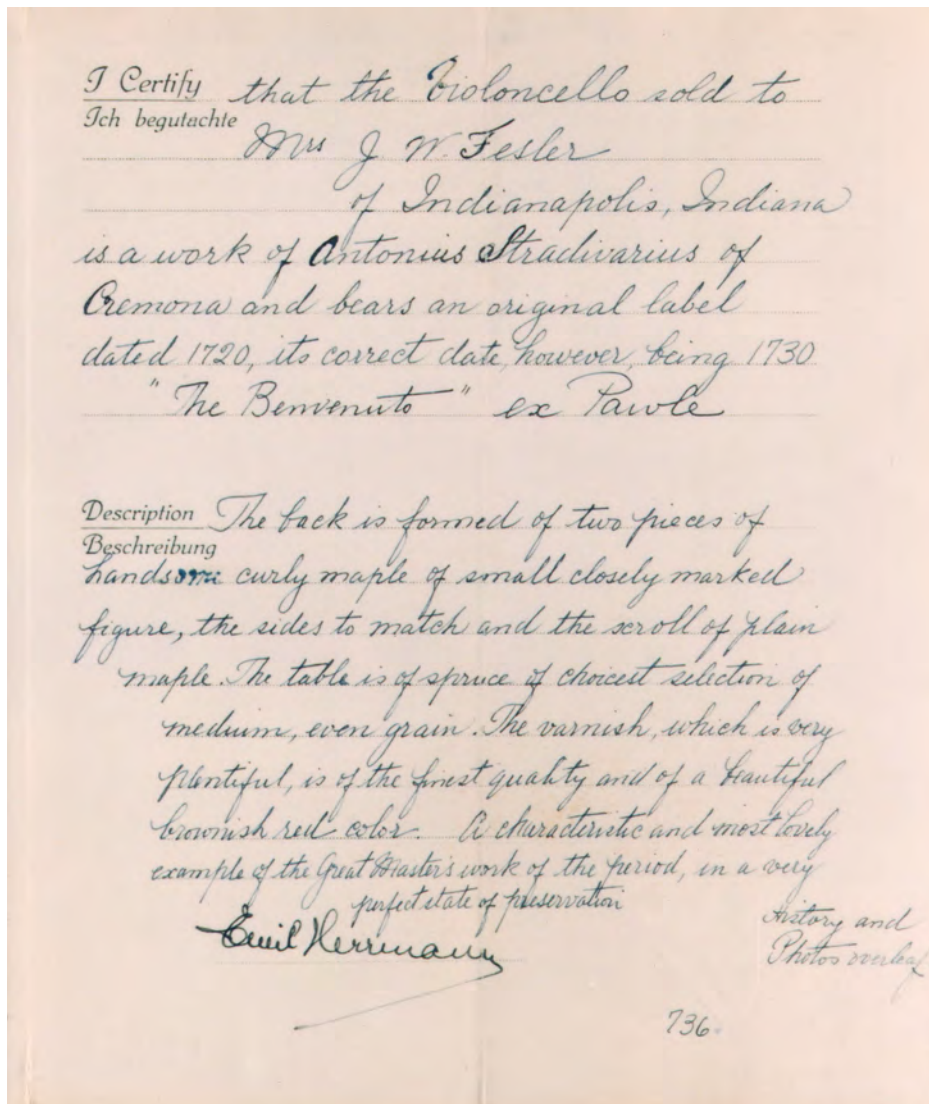 I Certify that the Violoncello sold to
Ich begutachte
Mrs J. W. Fesler
of Indianapolis, Indiana
is a work of Antonius Stradivarius of
Cremona and bears an original label
dated 1720, its correct date, however, being 1730
"The Benvenuto" ex Pawle
Description The back is formed of two pieces of
Beschreibung
handsome curly maple of small closely marked
figure, the sides to match and the scroll of plain
maple. The table is of spruce of choicest selection of
medium, even grain. The varnish, which is very
plentiful, is of the finest quality and of a beautiful
brownish red color. A characteristic and most lovely
example of the Great Master's work of the period, in a very
perfect state of preservation
History and
Emil Herrmann
Photos overleaf
736